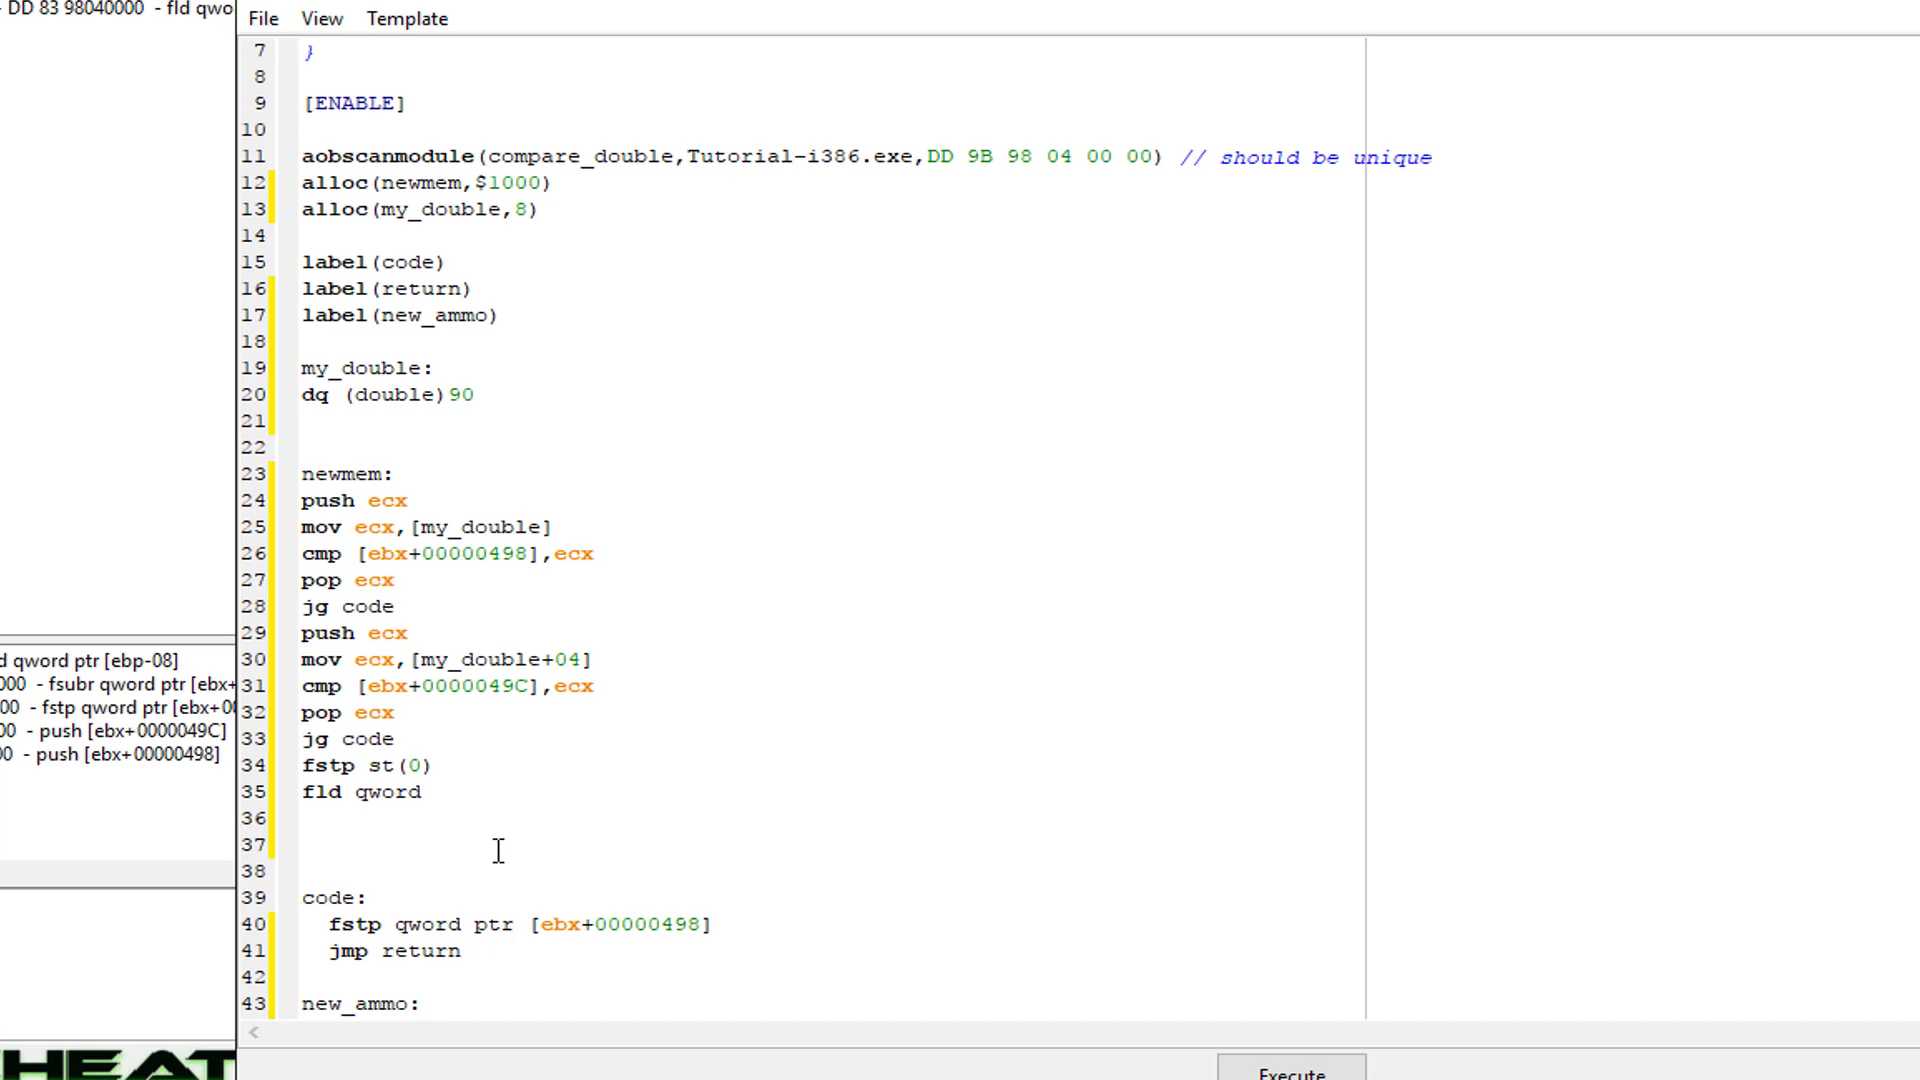 - DD 83 98040000 - fld qwo
File View Template
7 }
8
9 [ENABLE]
10
11 aobscanmodule(compare_double,Tutorial-i386.exe,DD 9B 98 04 00 00) // should be unique
12 alloc(newmem,$1000)
13 alloc(my_double,8)
14
15 label(code)
16 label(return)
17 label(new_ammo)
18
19 my_double:
20 dq (double)90
21
22
23 newmem:
24 push ecx
25 mov ecx,[my_double]
26 cmp [ebx+00000498],ecx
27 pop ecx
28 jg code
29 push ecx
30 mov ecx,[my_double+04]
31 cmp [ebx+0000049C],ecx
32 pop ecx
33 jg code
34 fstp st(0)
35 fld qword
36
37
38
39 code:
40 fstp qword ptr [ebx+00000498]
41 jmp return
42
43 new_ammo:
d qword ptr [ebp-08]
000 - fsubr qword ptr [ebx+
00 - fstp qword ptr [ebx+0
00 - push [ebx+0000049C]
0 - push [ebx+00000498]
HEAT
Execute